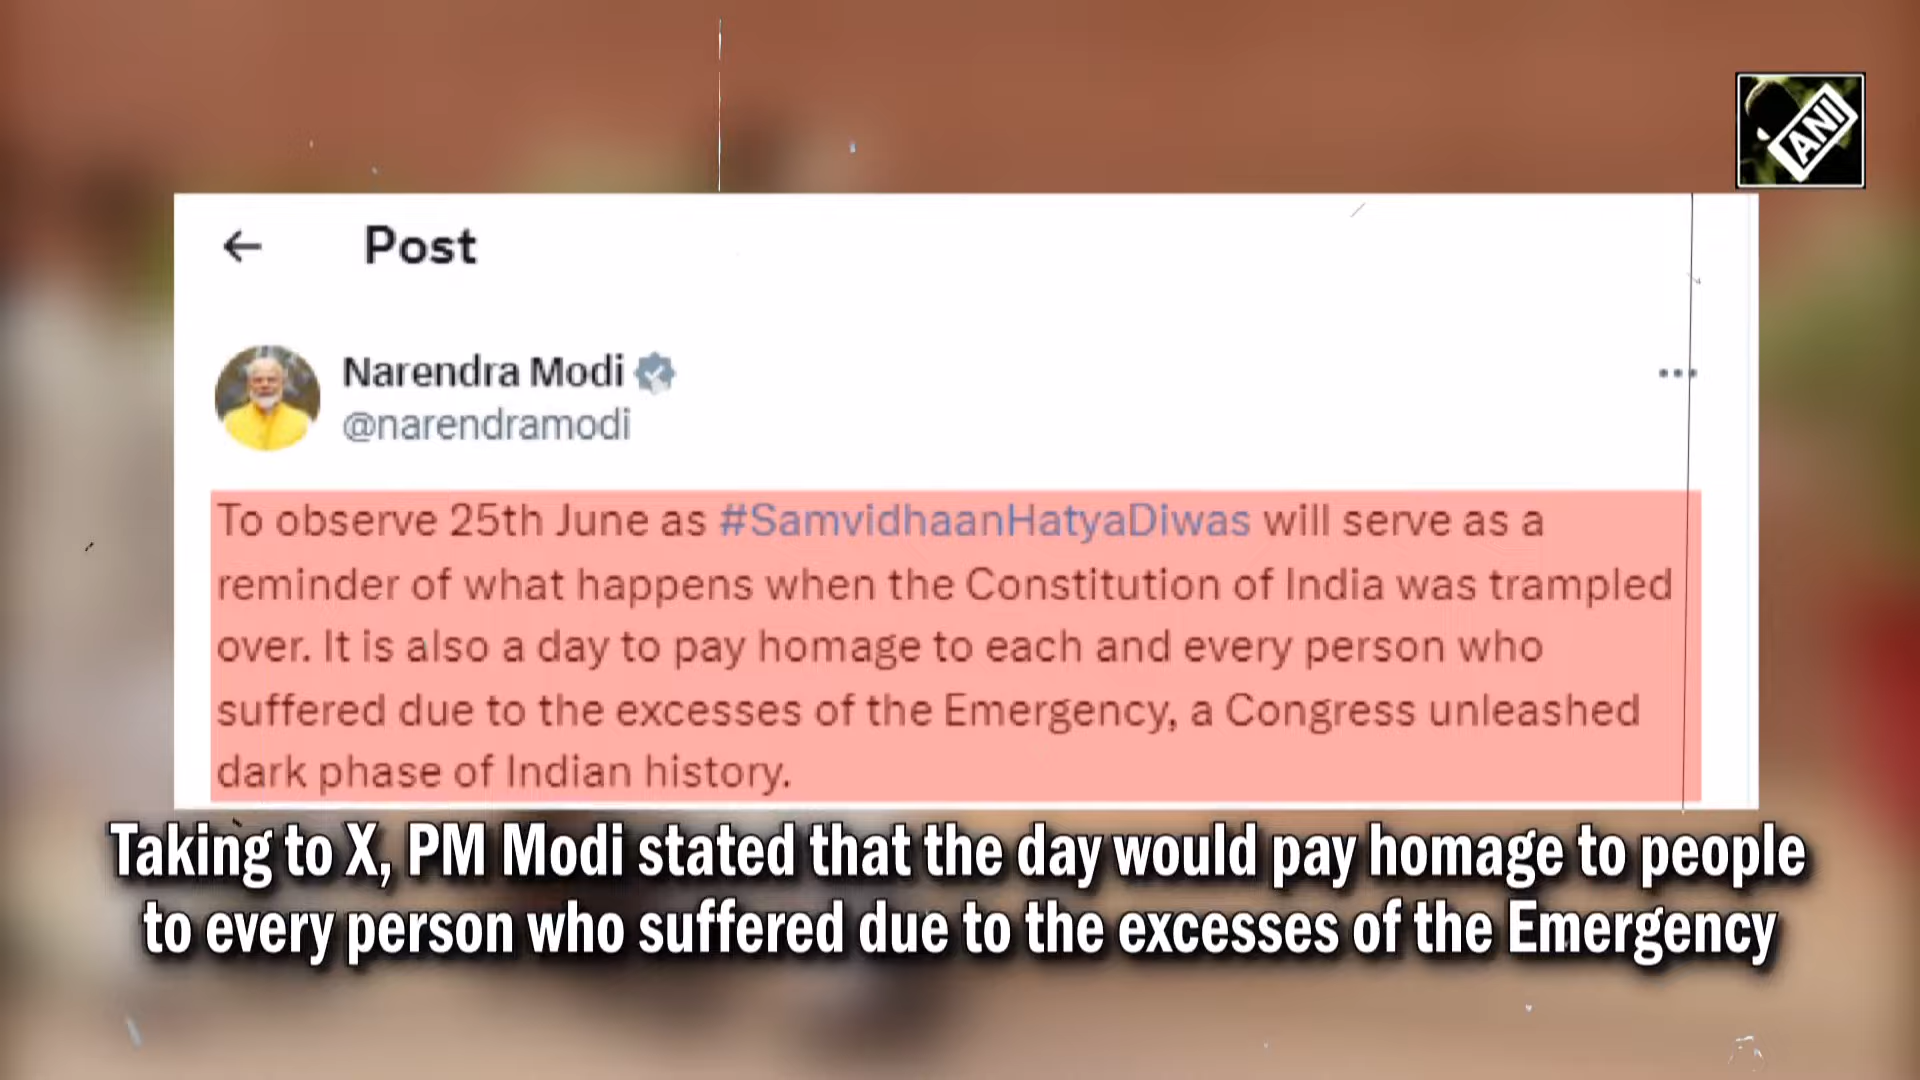 ANI
Post
Narendra Modi
@narendramodi
To observe 25th June as #SamvidhaanHatyaDiwas will serve as a
reminder of what happens when the Constitution of India was trampled
over. It is also a day to pay homage to each and every person who
suffered due to the excesses of the Emergency, a Congress unleashed
dark phase of Indian history.
Taking to X, PM Modi stated that the day would pay homage to people
to every person who suffered due to the excesses of the Emergency